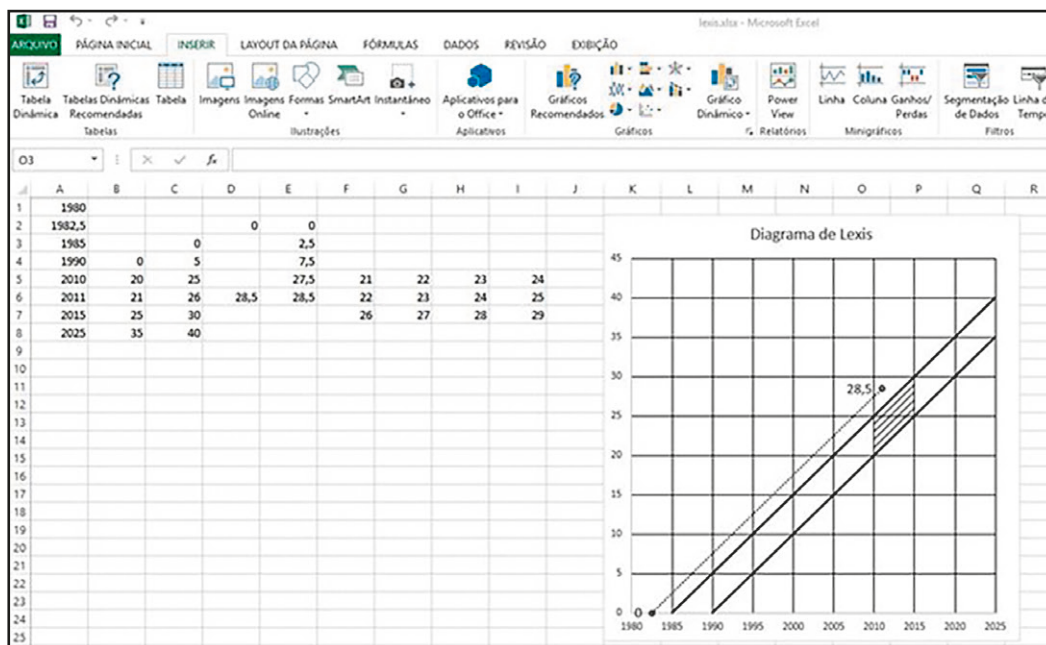 lexis.xlsx - Microsoft Excel
ARQUIVO PÁGINA INICIAL INSERIR LAYOUT DA PÁGINA FÓRMULAS DADOS REVISÃO EXIBIÇÃO
Tabela Tabelas Dinâmicas Tabela Imagens Imagens Formas SmartArt Instantâneo Aplicativos para Gráficos Gráfico Power Linha Coluna Ganhos/ Segmentação Linha d
Dinâmica Recomendadas Online o Office Recomendados Dinâmico View Perdas de Dados Temp
Tabelas Ilustrações Aplicativos Gráficos Relatórios Minigráficos Filtros
O3 fx
A B C D E F G H I J K L M N O P Q R
1 1980
2 1982,5 0 0
3 1985 0 2,5
4 1990 0 5 7,5
5 2010 20 25 27,5 21 22 23 24
6 2011 21 26 28,5 28,5 22 23 24 25
7 2015 25 30 26 27 28 29
8 2025 35 40
9
10
11
12
13
14
15
16
17
18
19
20
21
22
23
24
25
Diagrama de Lexis
45
40
35
30
28,5
25
20
15
10
5
0 0
1980 1985 1990 1995 2000 2005 2010 2015 2020 2025